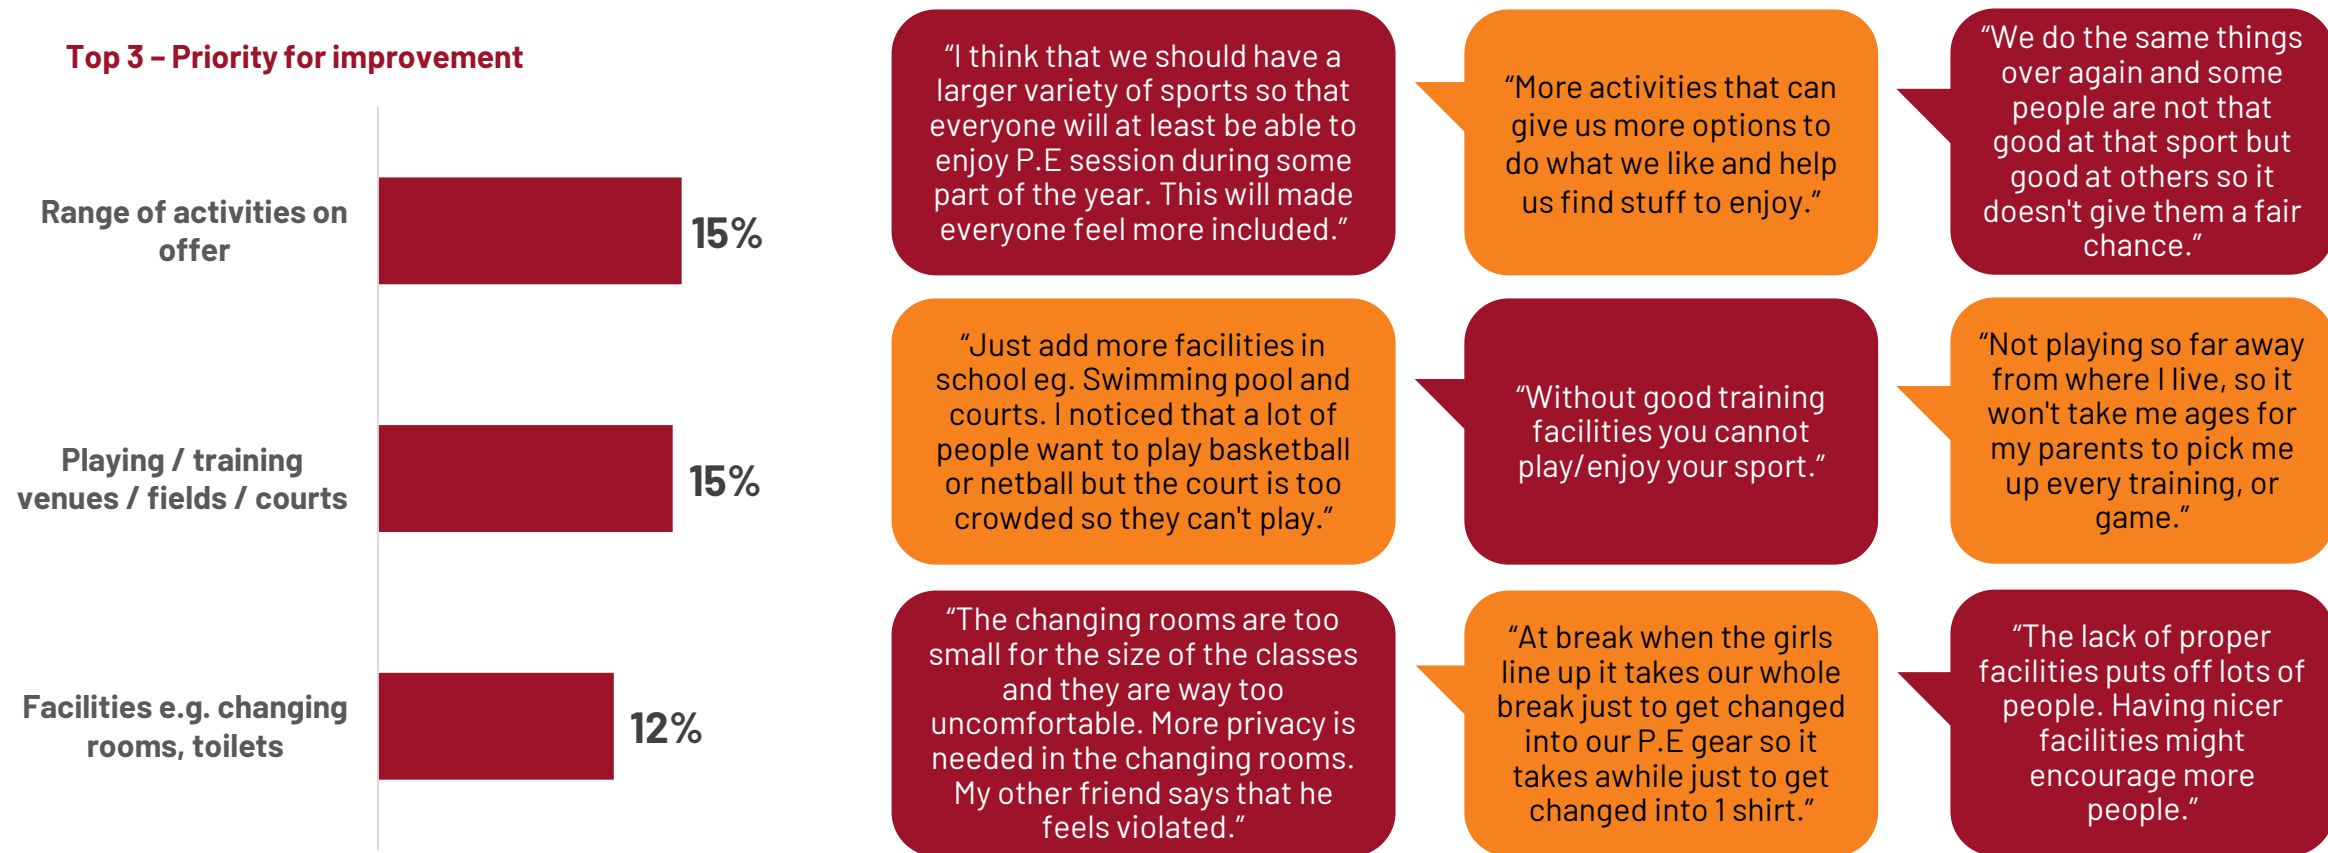 Top 3 – Priority for improvement
Range of activities on
offer
15%
Playing / training
venues / fields / courts
15%
Facilities e.g. changing
rooms, toilets
12%
“I think that we should have a
larger variety of sports so that
everyone will at least be able to
enjoy P.E session during some
part of the year. This will made
everyone feel more included.”
“More activities that can
give us more options to
do what we like and help
us find stuff to enjoy.”
“We do the same things
over again and some
people are not that
good at that sport but
good at others so it
doesn't give them a fair
chance.”
“Just add more facilities in
school eg. Swimming pool and
courts. I noticed that a lot of
people want to play basketball
or netball but the court is too
crowded so they can't play.”
“Without good training
facilities you cannot
play/enjoy your sport.”
“Not playing so far away
from where I live, so it
won't take me ages for
my parents to pick me
up every training, or
game.”
“The changing rooms are too
small for the size of the classes
and they are way too
uncomfortable. More privacy is
needed in the changing rooms.
My other friend says that he
feels violated.”
“At break when the girls
line up it takes our whole
break just to get changed
into our P.E gear so it
takes awhile just to get
changed into 1 shirt.”
“The lack of proper
facilities puts off lots of
people. Having nicer
facilities might
encourage more
people.”